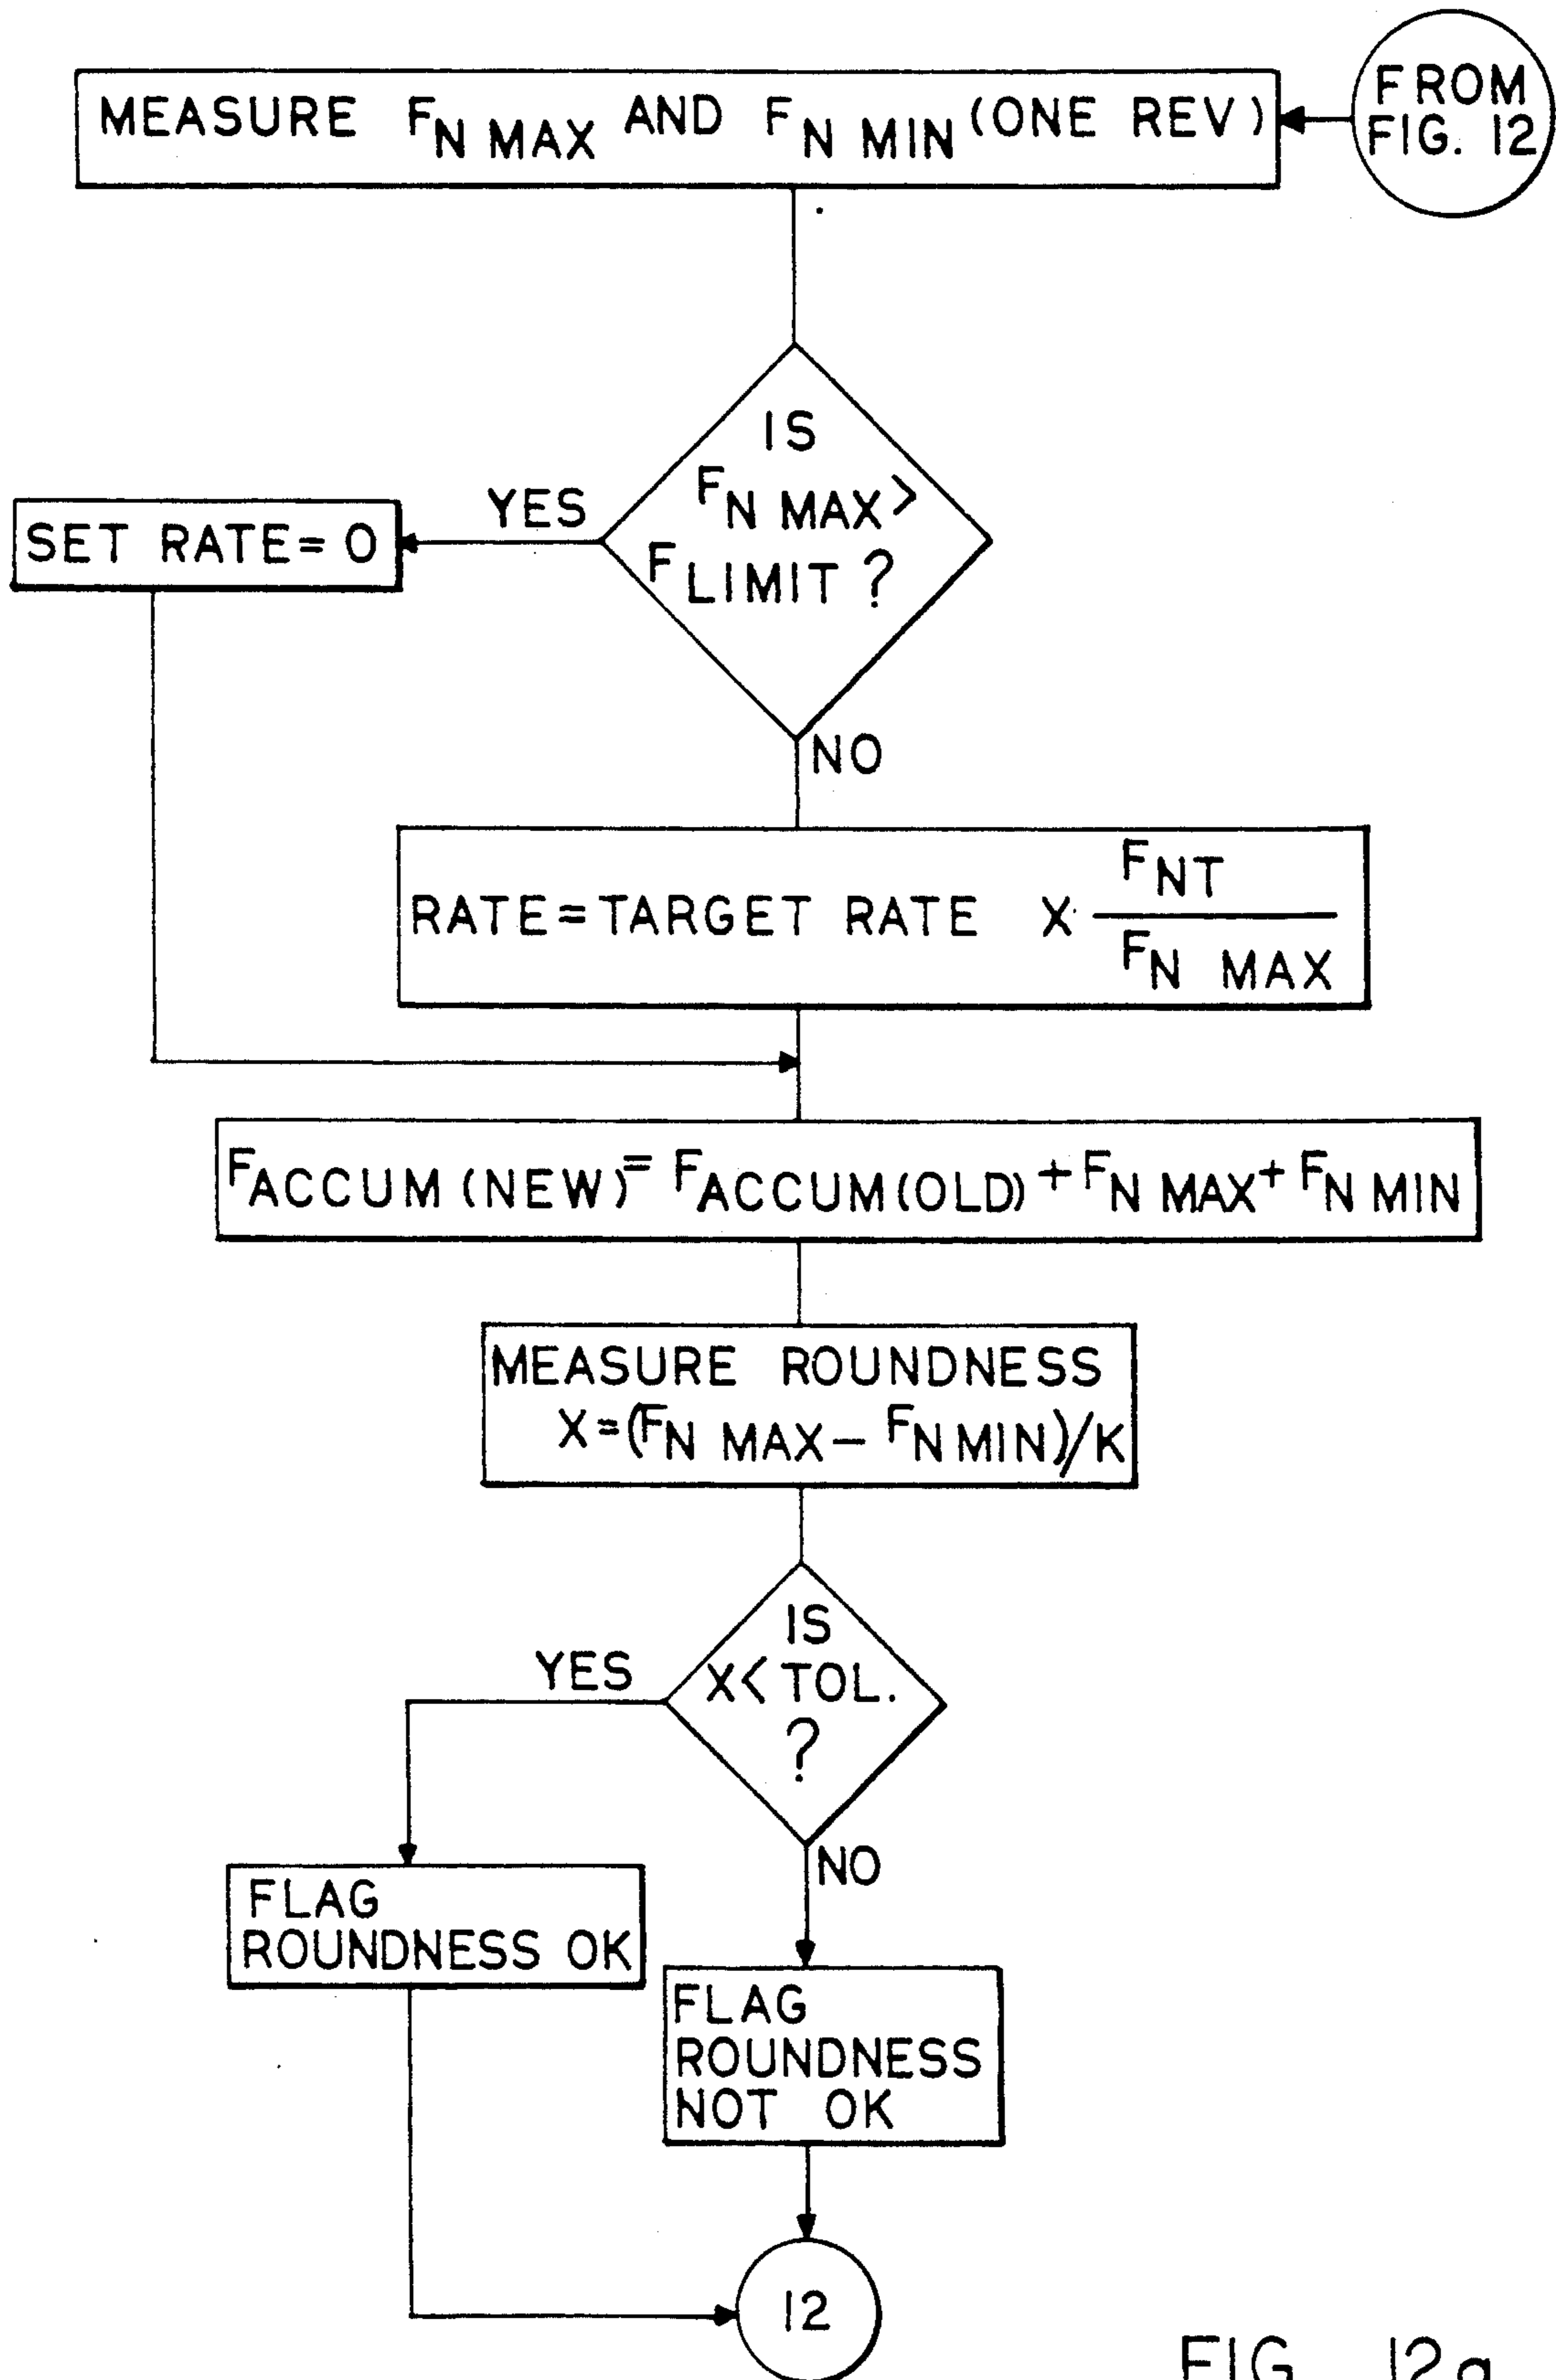 FROM
FIG. 12
MEASURE FN MAX AND FN MIN (ONE REV)
IS
FN MAX >
FLIMIT ?
YES
SET RATE = 0
NO
RATE = TARGET RATE X FNT
FN MAX
FACCUM (NEW) = FACCUM (OLD) + FN MAX + FN MIN
MEASURE ROUNDNESS
X = (FN MAX — FN MIN)/K
IS
X < TOL.
?
YES
NO
FLAG
ROUNDNESS OK
FLAG
ROUNDNESS
NOT OK
12
FIG. 12a